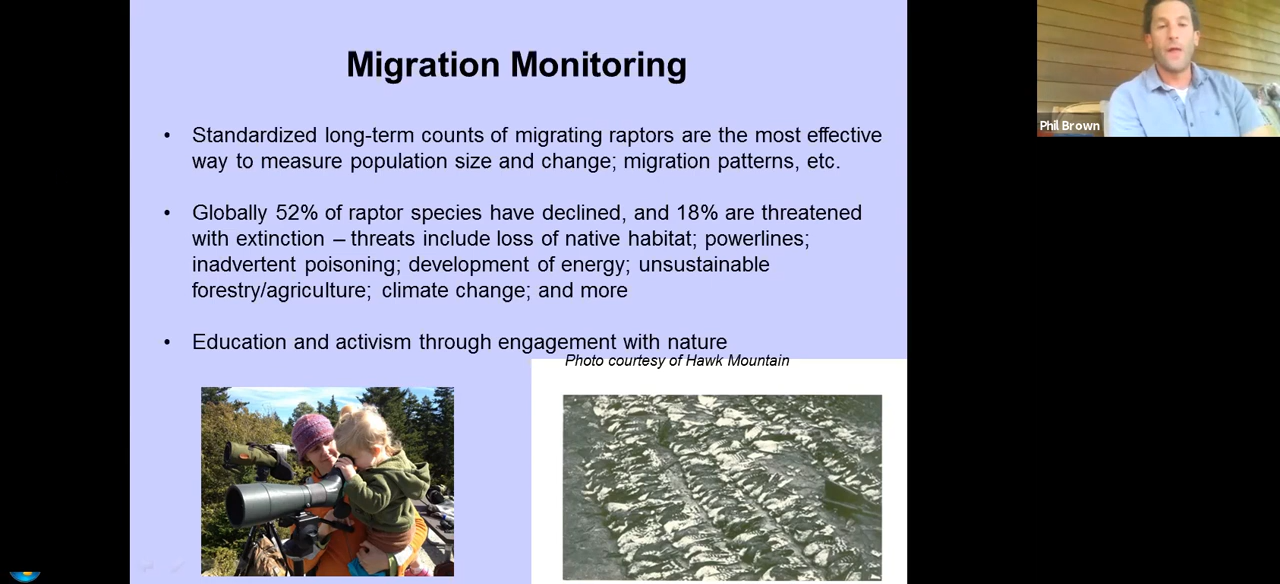 Migration Monitoring
• Standardized long-term counts of migrating raptors are the most effective
way to measure population size and change; migration patterns, etc.
• Globally 52% of raptor species have declined, and 18% are threatened
with extinction – threats include loss of native habitat; powerlines;
inadvertent poisoning; development of energy; unsustainable
forestry/agriculture; climate change; and more
• Education and activism through engagement with nature
Photo courtesy of Hawk Mountain
Phil Brown